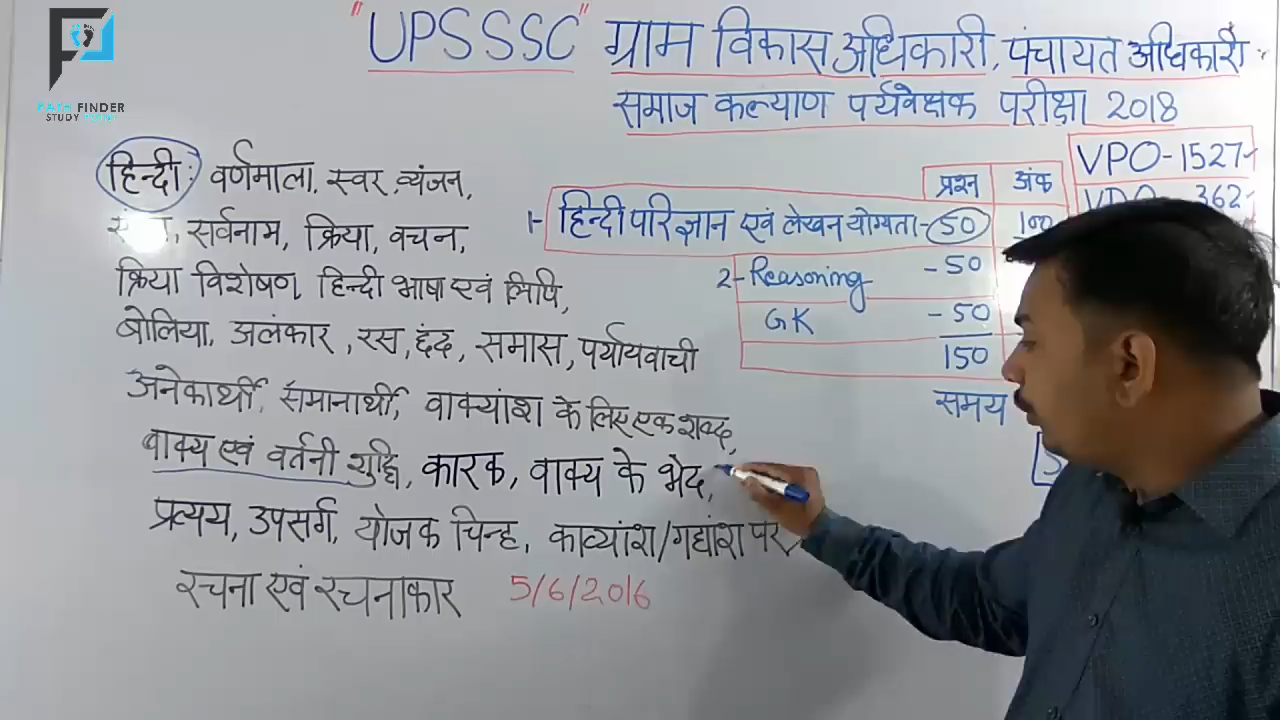 "UPSSSC" ग्राम विकास अधिकारी, पंचायत अधिकारी
समाज कल्याण पर्यवेक्षक परीक्षा 2018
PATH FINDER
STUDY POINT
हिन्दी: वर्णमाला, स्वर, व्यंजन,
सर्वनाम, क्रिया, वचन,
क्रिया विशेषण, हिन्दी भाषा एवं लिपि,
बोलिया, अलंकार, रस, छंद, समास, पर्यायवाची
अनेकार्थी, समानार्थी, वाक्यांश के लिए एक शब्द,
वाक्य एवं वर्तनी शुद्धि, कारक, वाक्य के भेद,
प्रत्यय, उपसर्ग, योजक चिन्ह, काव्यांश/गद्यांश पर
रचना एवं रचनाकार 5/6/2016
प्रश्न अंक
1- हिन्दी परिज्ञान एवं लेखन योग्यता - 50 100
2- Reasoning - 50
GK - 50
150
समय
VPO - 1527
VDO - 362